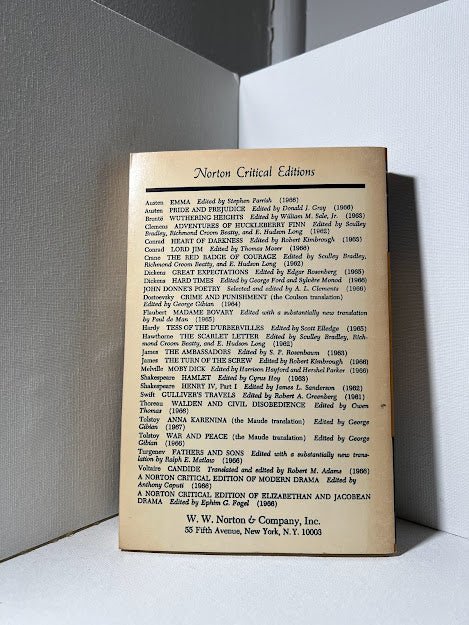 Norton Critical Editions
Austen EMMA Edited by Stephen Parrish (1966)
Austen PRIDE AND PREJUDICE Edited by Donald J. Gray (1966)
Brontë WUTHERING HEIGHTS Edited by William M. Sale, Jr. (1963)
Clemens ADVENTURES OF HUCKLEBERRY FINN Edited by Sculley
Bradley, Richmond Croom Beatty, and E. Hudson Long (1962)
Conrad HEART OF DARKNESS Edited by Robert Kimbrough (1963)
Conrad LORD JIM Edited by Thomas Moser (1966)
Crane THE RED BADGE OF COURAGE Edited by Sculley Bradley,
Richmond Croom Beatty, and E. Hudson Long (1962)
Dickens GREAT EXPECTATIONS Edited by Edgar Rosenberg (1965)
Dickens HARD TIMES Edited by George Ford and Sylvère Monod (1966)
JOHN DONNE'S POETRY Selected and edited by A. L. Clements (1966)
Dostoevsky CRIME AND PUNISHMENT (the Coulson translation)
Edited by George Gibian (1964)
Flaubert MADAME BOVARY Edited with a substantially new translation
by Paul de Man (1965)
Hardy TESS OF THE D'URBERVILLES Edited by Scott Elledge (1965)
Hawthorne THE SCARLET LETTER Edited by Sculley Bradley, Rich-
mond Croom Beatty, and E. Hudson Long (1962)
James THE AMBASSADORS Edited by S. P. Rosenbaum (1963)
James THE TURN OF THE SCREW Edited by Robert Kimbrough (1966)
Melville MOBY DICK Edited by Harrison Hayford and Hershel Parker (1966)
Shakespeare HAMLET Edited by Cyrus Hoy (1963)
Shakespeare HENRY IV, Part I Edited by James L. Sanderson (1962)
Swift GULLIVER'S TRAVELS Edited by Robert A. Greenberg (1961)
Thoreau WALDEN AND CIVIL DISOBEDIENCE Edited by Owen
Thomas (1966)
Tolstoy ANNA KARENINA (the Maude translation) Edited by George
Gibian (1967)
Tolstoy WAR AND PEACE (the Maude translation) Edited by George
Gibian (1966)
Turgenev FATHERS AND SONS Edited with a substantially new trans-
lation by Ralph E. Matlaw (1966)
Voltaire CANDIDE Translated and edited by Robert M. Adams (1966)
A NORTON CRITICAL EDITION OF MODERN DRAMA Edited by
Anthony Caputi (1966)
A NORTON CRITICAL EDITION OF ELIZABETHAN AND JACOBEAN
DRAMA Edited by Ephim G. Fogel (1966)
W. W. Norton & Company, Inc.
55 Fifth Avenue, New York, N. Y. 10003